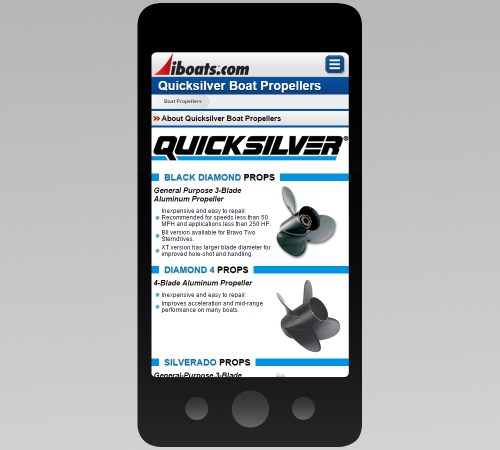 iboats.com
Quicksilver Boat Propellers
Boat Propellers
About Quicksilver Boat Propellers
QUICKSILVER®
BLACK DIAMOND PROPS
General Purpose 3-Blade
Aluminum Propeller
Inexpensive and easy to repair.
Recommended for speeds less than 50
MPH and applications less than 250 HP.
BII version available for Bravo Two
Sterndrives.
XT version has larger blade diameter for
improved hole-shot and handling.
DIAMOND 4 PROPS
4-Blade Aluminum Propeller
Inexpensive and easy to repair.
Improves acceleration and mid-range
performance on many boats.
SILVERADO PROPS
General-Purpose 3-Blade